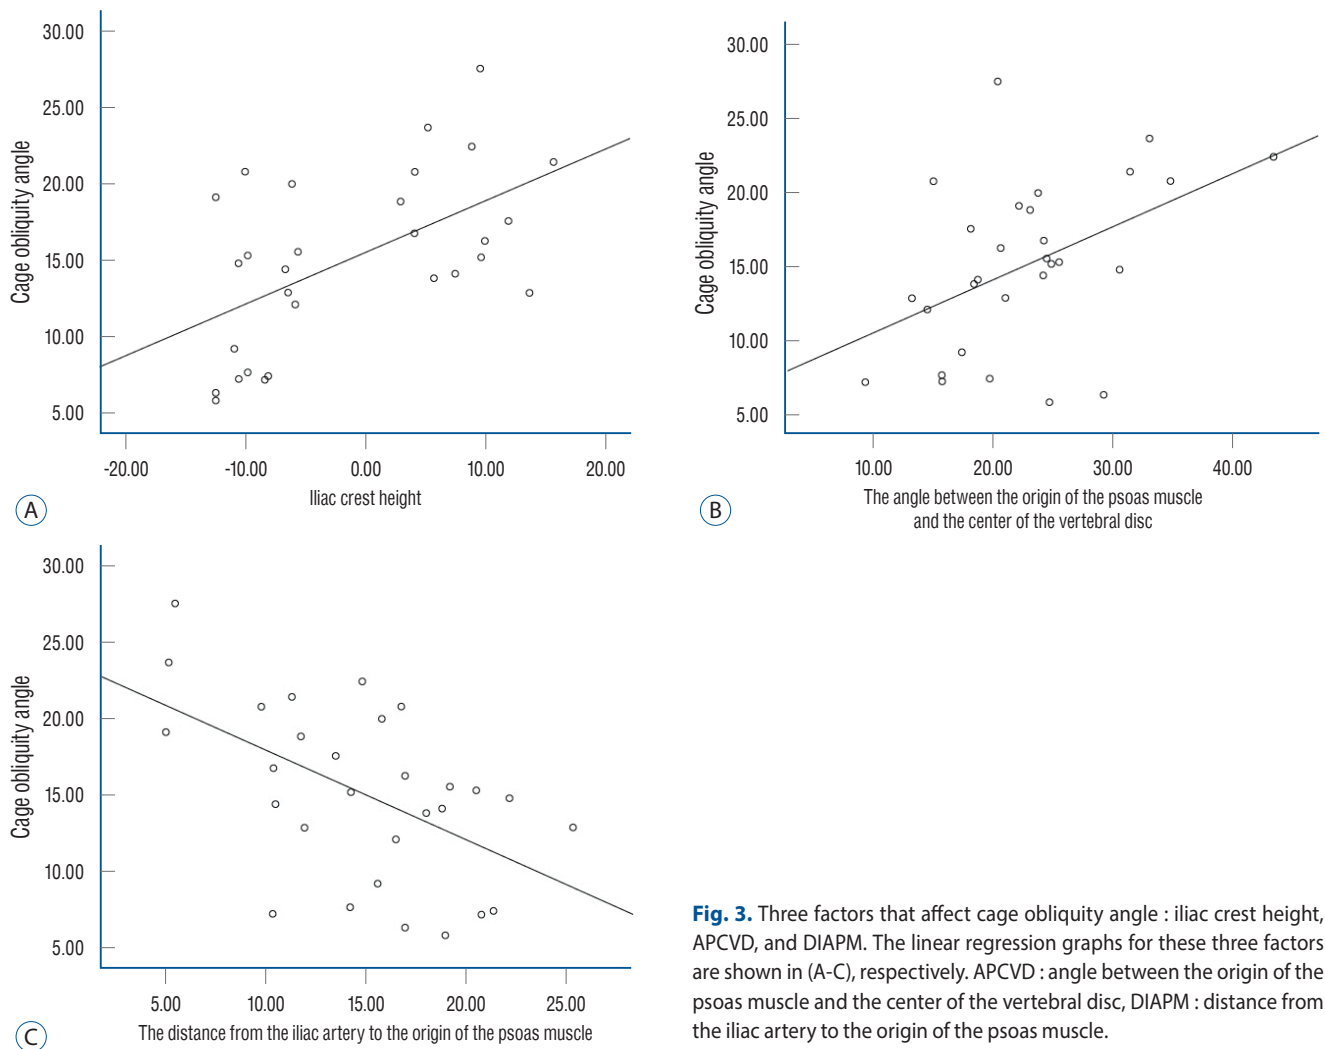 30.00
25.00
20.00
15.00
10.00
5.00
Cage obliquity angle
-20.00 -10.00 0.00 10.00 20.00
Iliac crest height
A
30.00
25.00
20.00
15.00
10.00
5.00
Cage obliquity angle
10.00 20.00 30.00 40.00
The angle between the origin of the psoas muscle
and the center of the vertebral disc
B
30.00
25.00
20.00
15.00
10.00
5.00
Cage obliquity angle
5.00 10.00 15.00 20.00 25.00
The distance from the iliac artery to the origin of the psoas muscle
C
Fig. 3. Three factors that affect cage obliquity angle : iliac crest height,
APCVD, and DIAPM. The linear regression graphs for these three factors
are shown in (A-C), respectively. APCVD : angle between the origin of the
psoas muscle and the center of the vertebral disc, DIAPM : distance from
the iliac artery to the origin of the psoas muscle.